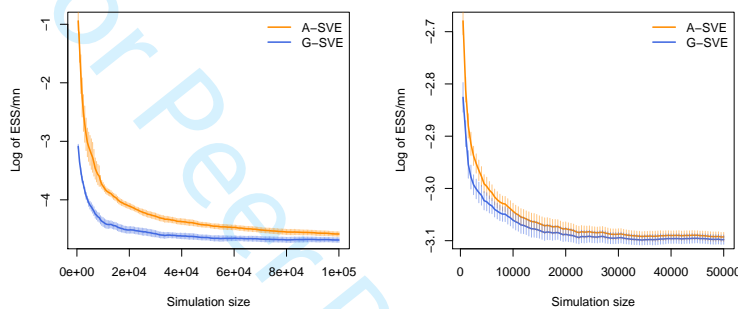 A−SVE
G−SVE
−1
−2
−3
−4
Log of ESS/mn
0e+00 2e+04 4e+04 6e+04 8e+04 1e+05
Simulation size
A−SVE
G−SVE
−2.7
−2.8
−2.9
−3.0
−3.1
Log of ESS/mn
0 10000 20000 30000 40000 50000
Simulation size
or Peer